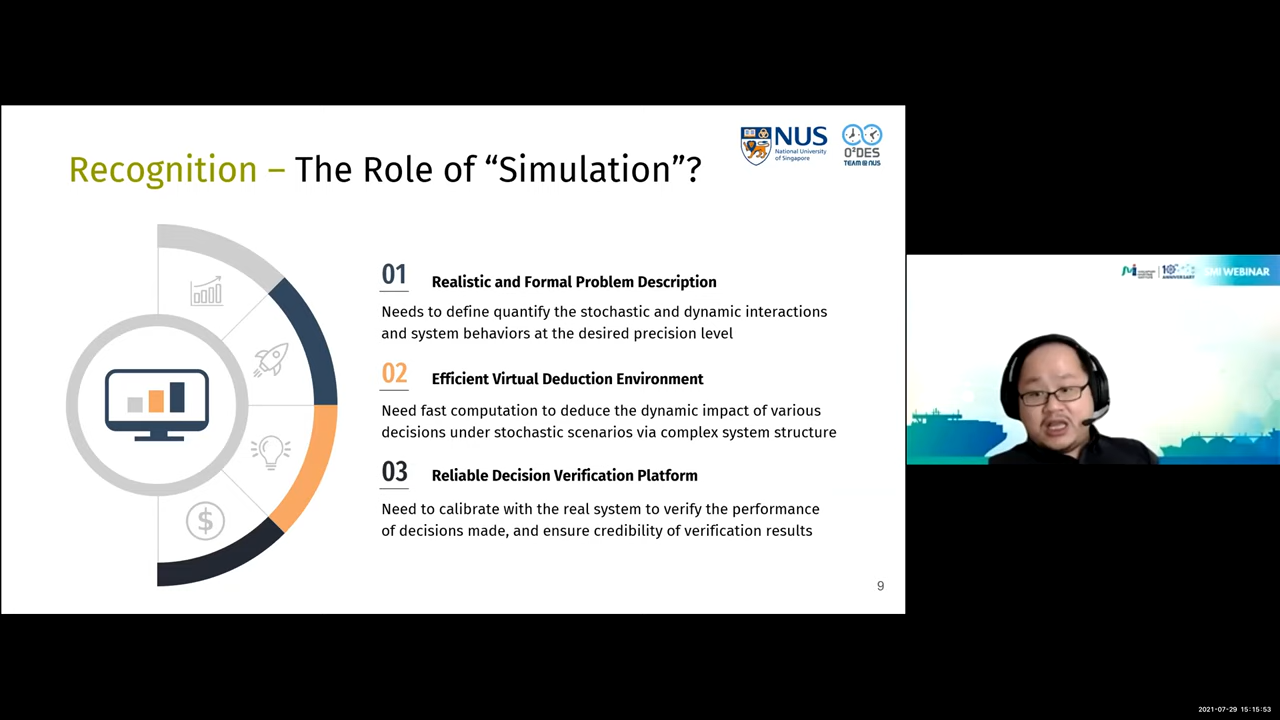 Recognition – The Role of “Simulation”?
NUS
National University
of Singapore
O²DES
TEAM @ NUS
01
Realistic and Formal Problem Description
Needs to define quantify the stochastic and dynamic interactions
and system behaviors at the desired precision level
02
Efficient Virtual Deduction Environment
Need fast computation to deduce the dynamic impact of various
decisions under stochastic scenarios via complex system structure
03
Reliable Decision Verification Platform
Need to calibrate with the real system to verify the performance
of decisions made, and ensure credibility of verification results
$
9
SMI WEBINAR
ANNIVERSARY
2021-07-29 15:15:53